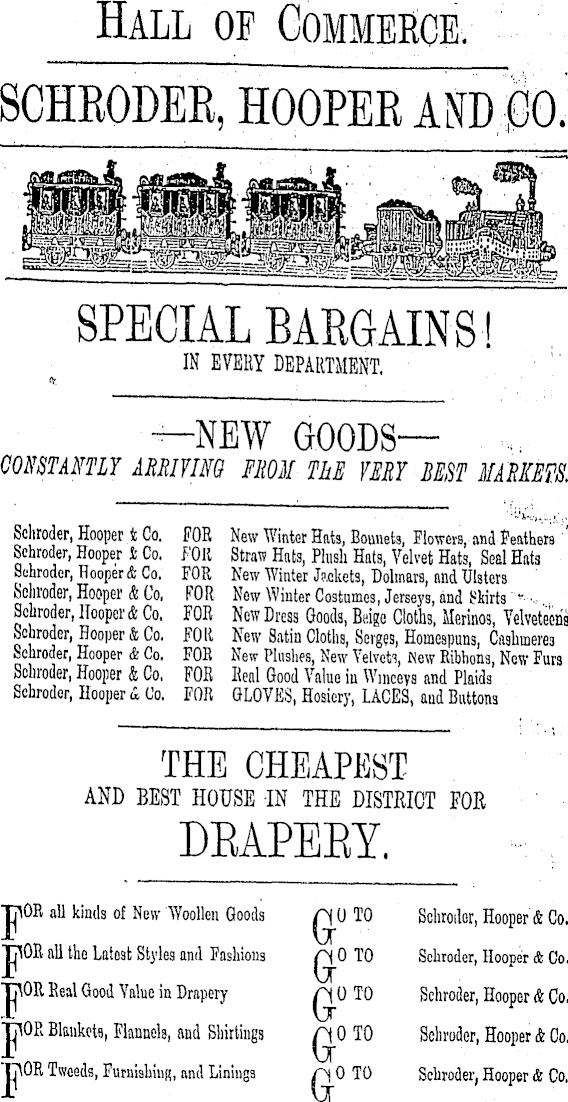 HALL OF COMMERCE.
SCHRODER, HOOPER AND CO.
SPECIAL BARGAINS!
IN EVERY DEPARTMENT.
—NEW GOODS—
CONSTANTLY ARRIVING FROM THE VERY BEST MARKETS.
Schroder, Hooper & Co. FOR New Winter Hats, Bonnets, Flowers, and Feathers
Schroder, Hooper & Co. FOR Straw Hats, Plush Hats, Velvet Hats, Seal Hats
Schroder, Hooper & Co. FOR New Winter Jackets, Dolmars, and Ulsters
Schroder, Hooper & Co. FOR New Winter Costumes, Jerseys, and Skirts
Schroder, Hooper & Co. FOR New Dress Goods, Beige Cloths, Merinos, Velveteens
Schroder, Hooper & Co. FOR New Satin Cloths, Serges, Homespuns, Cashmeres
Schroder, Hooper & Co. FOR New Plushes, New Velvets, New Ribbons, New Furs
Schroder, Hooper & Co. FOR Real Good Value in Winceys and Plaids
Schroder, Hooper & Co. FOR GLOVES, Hosiery, LACES, and Buttons
THE CHEAPEST
AND BEST HOUSE IN THE DISTRICT FOR
DRAPERY.
FOR all kinds of New Woollen Goods GO TO Schroder, Hooper & Co.
FOR all the Latest Styles and Fashions GO TO Schroder, Hooper & Co.
FOR Real Good Value in Drapery GO TO Schroder, Hooper & Co.
FOR Blankets, Flannels, and Shirtings GO TO Schroder, Hooper & Co.
FOR Tweeds, Furnishing, and Linings GO TO Schroder, Hooper & Co.